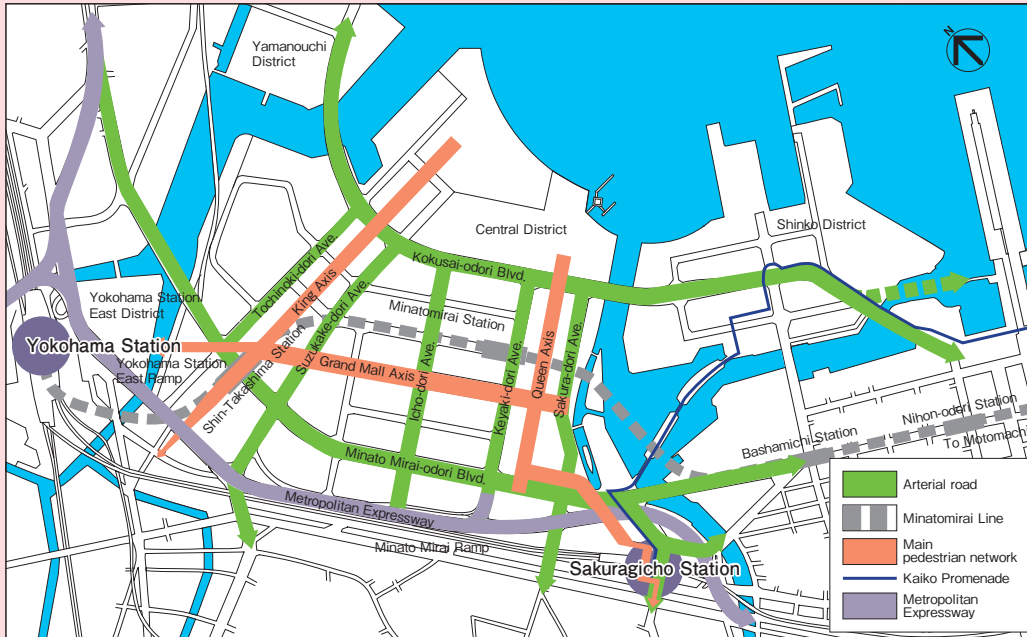 N
Yamanouchi
District
Central District
Shinko District
Kokusai-odori Blvd.
Tochinoki-dori Ave.
King Axis
Suzukake-dori Ave.
Minatomirai Station
Yokohama Station
East District
Yokohama Station
Yokohama Station
East Ramp
Shin-Takashima Station
Grand Mall Axis
Icho-dori Ave.
Keyaki-dori Ave.
Queen Axis
Sakura-dori Ave.
Minato Mirai-odori Blvd.
Metropolitan Expressway
Minato Mirai Ramp
Sakuragicho Station
Bashamichi Station
Nihon-odori Station
To Motomachi
Arterial road
Minatomirai Line
Main
pedestrian network
Kaiko Promenade
Metropolitan
Expressway